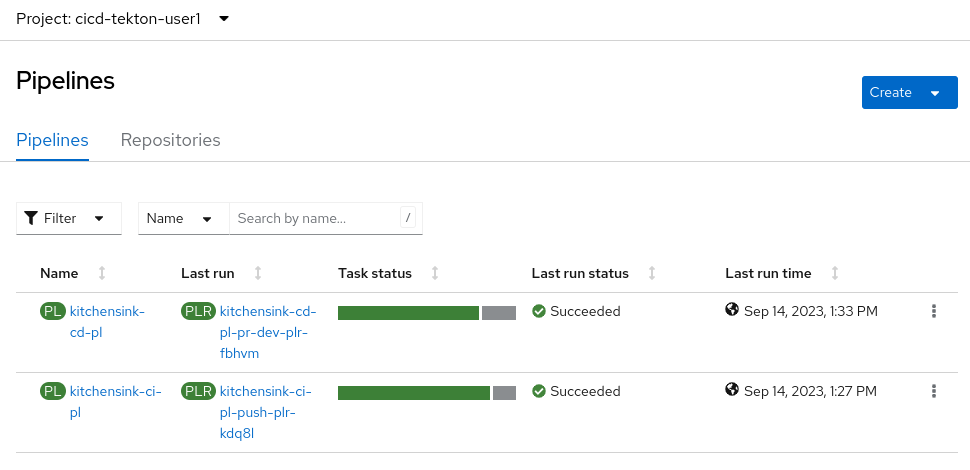 Project: cicd-tekton-user1
Pipelines
Create
Pipelines Repositories
Filter Name Search by name... /
Name Last run Task status Last run status Last run time
PL kitchensink- PLR kitchensink-cd- Succeeded Sep 14, 2023, 1:33 PM
cd-pl pl-pr-dev-plr-
fbhvm
PL kitchensink-ci- PLR kitchensink-ci- Succeeded Sep 14, 2023, 1:27 PM
pl pl-push-plr-
kdq8l